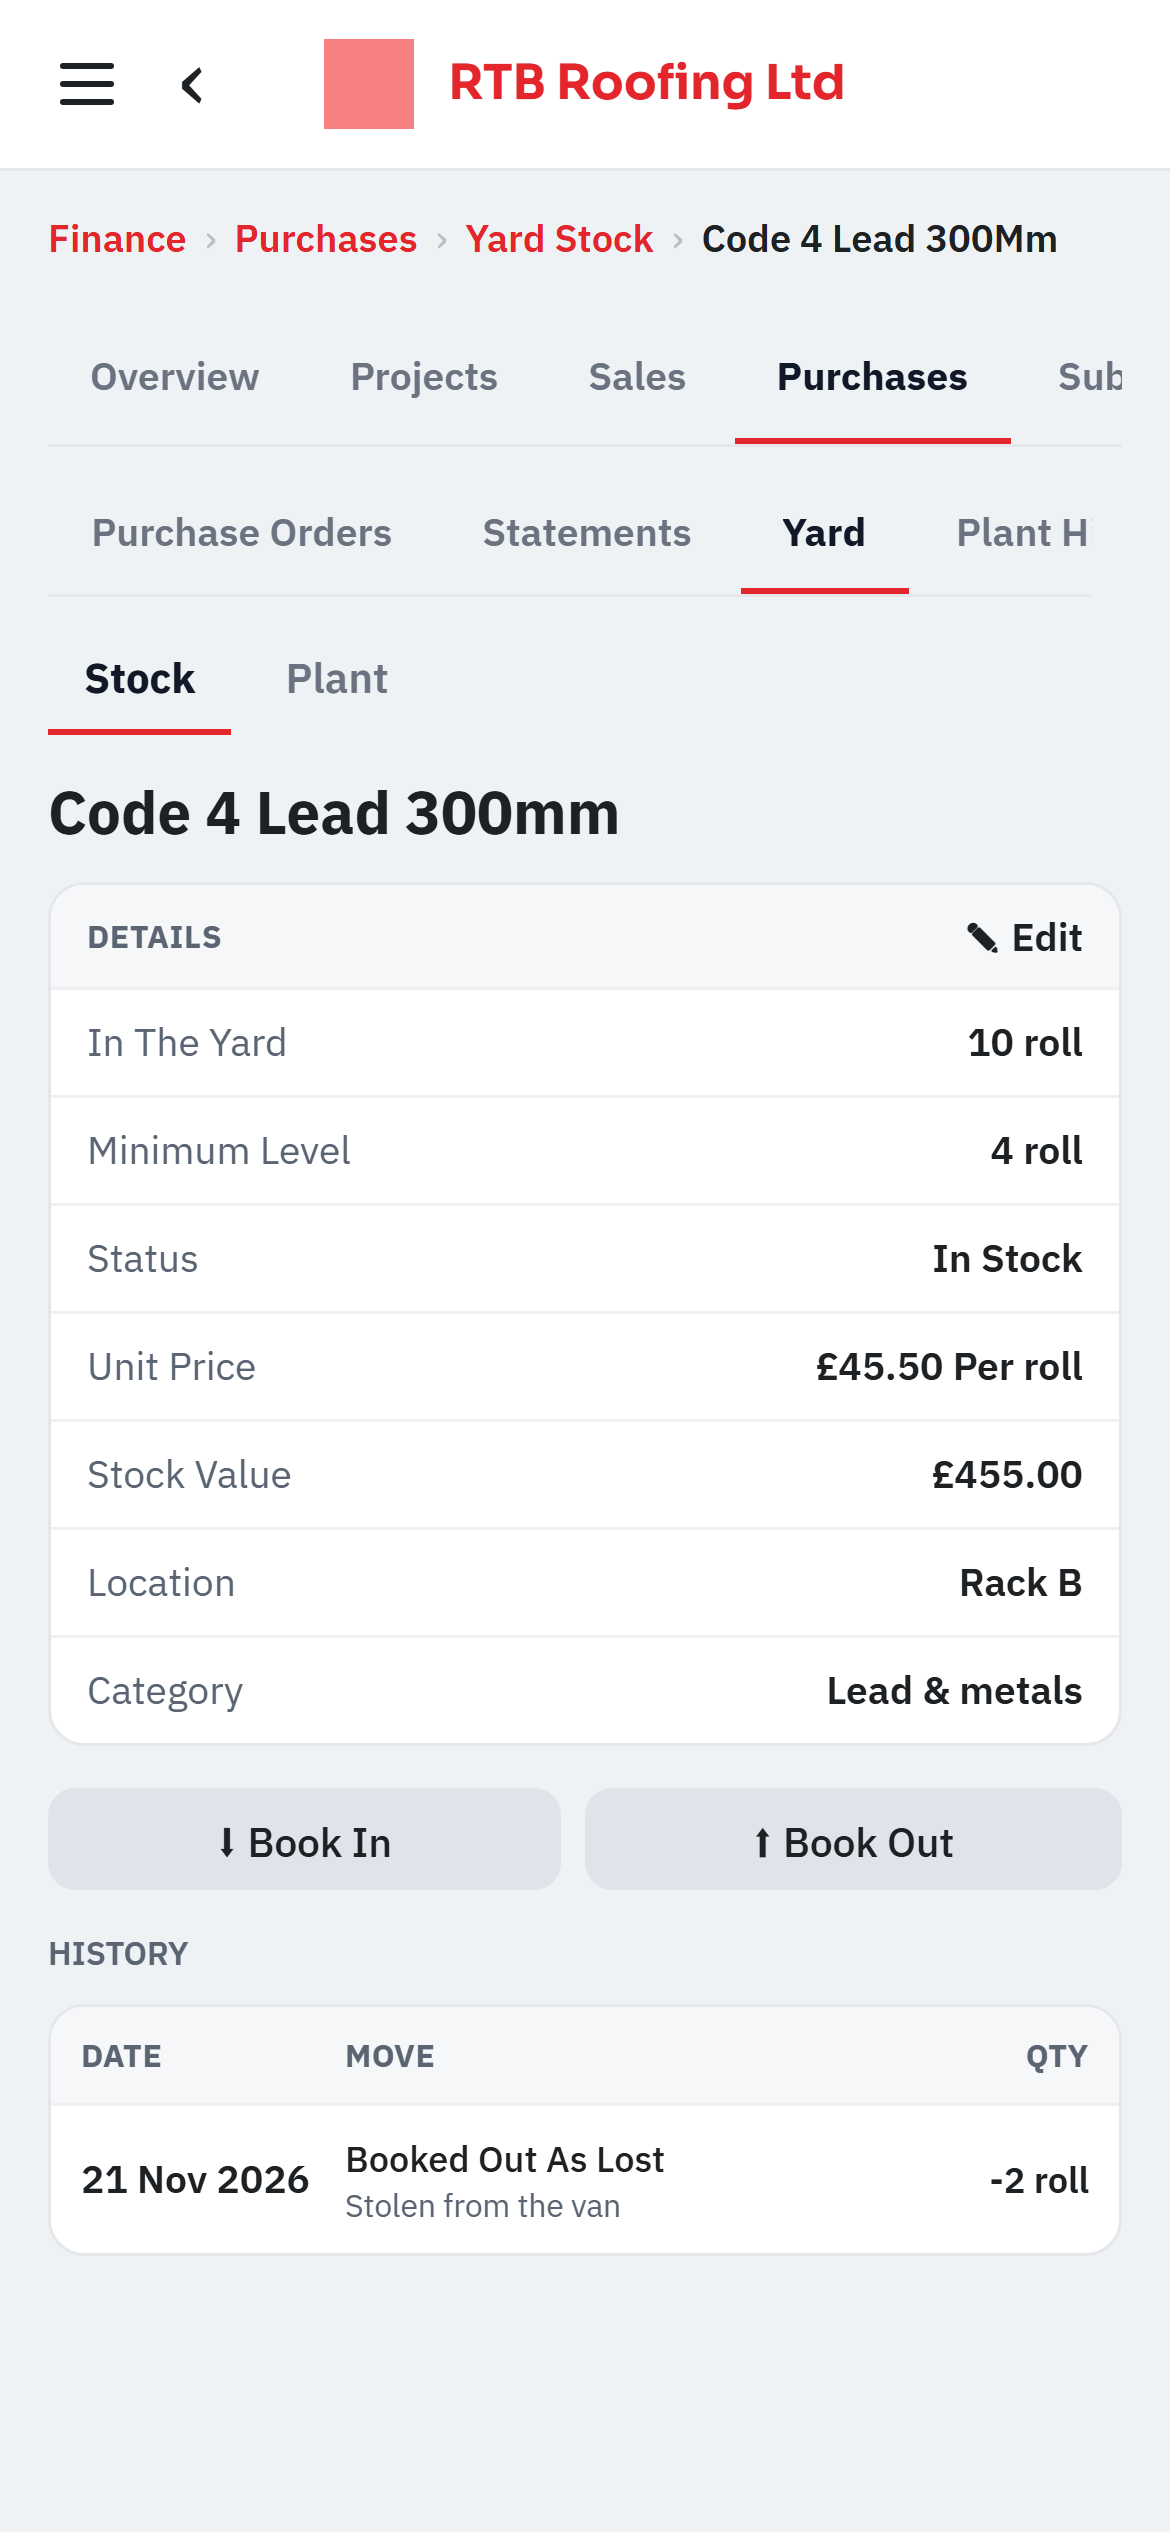 RTB Roofing Ltd
Finance › Purchases › Yard Stock › Code 4 Lead 300Mm
Overview Projects Sales Purchases Sub
Purchase Orders Statements Yard Plant H
Stock Plant
Code 4 Lead 300mm
DETAILS Edit
In The Yard 10 roll
Minimum Level 4 roll
Status In Stock
Unit Price £45.50 Per roll
Stock Value £455.00
Location Rack B
Category Lead & metals
Book In Book Out
HISTORY
DATE MOVE QTY
21 Nov 2026 Booked Out As Lost -2 roll
Stolen from the van